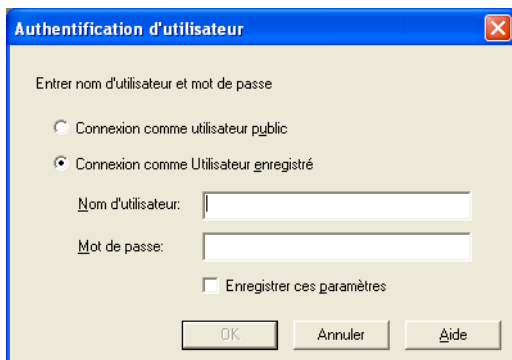 Authentification d'utilisateur
Entrer nom d'utilisateur et mot de passe
Connexion comme utilisateur public
Connexion comme Utilisateur enregistré
Nom d'utilisateur:
Mot de passe:
Enregistrer ces paramètres
OK Annuler Aide